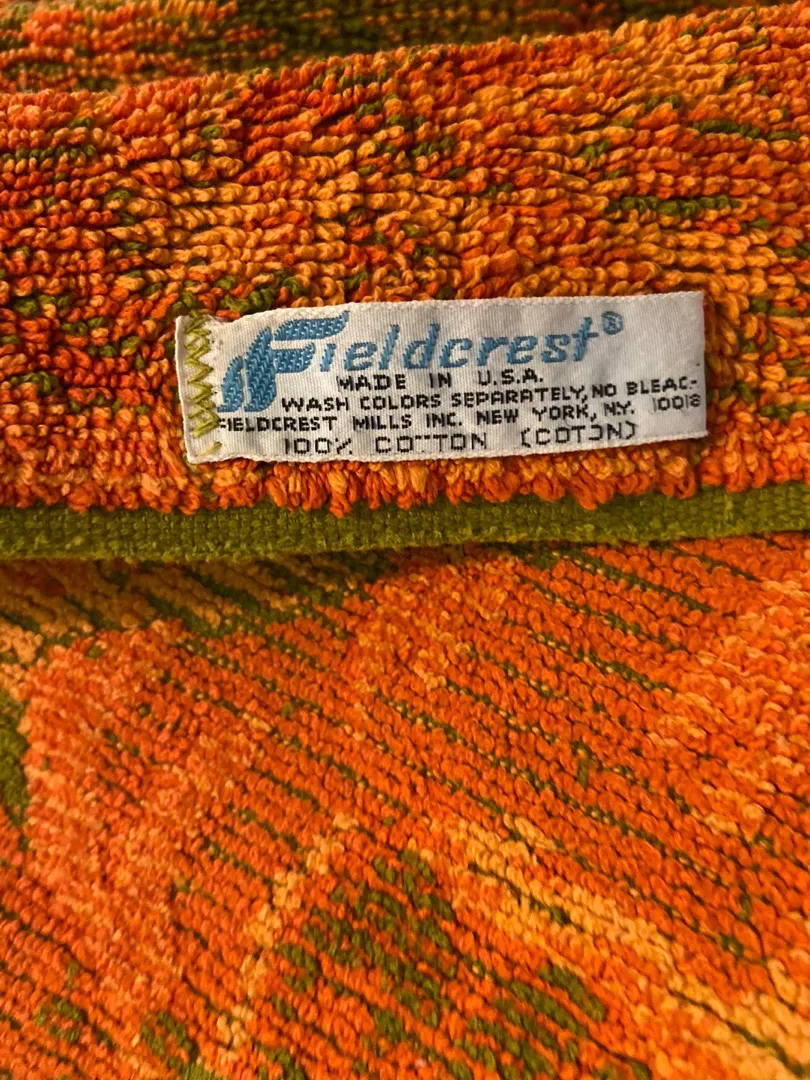 Fieldcrest®
MADE IN U.S.A.
WASH COLORS SEPARATELY, NO BLEAC-
FIELDCREST MILLS INC. NEW YORK, NY. 10018
100% COTTON (COTON)